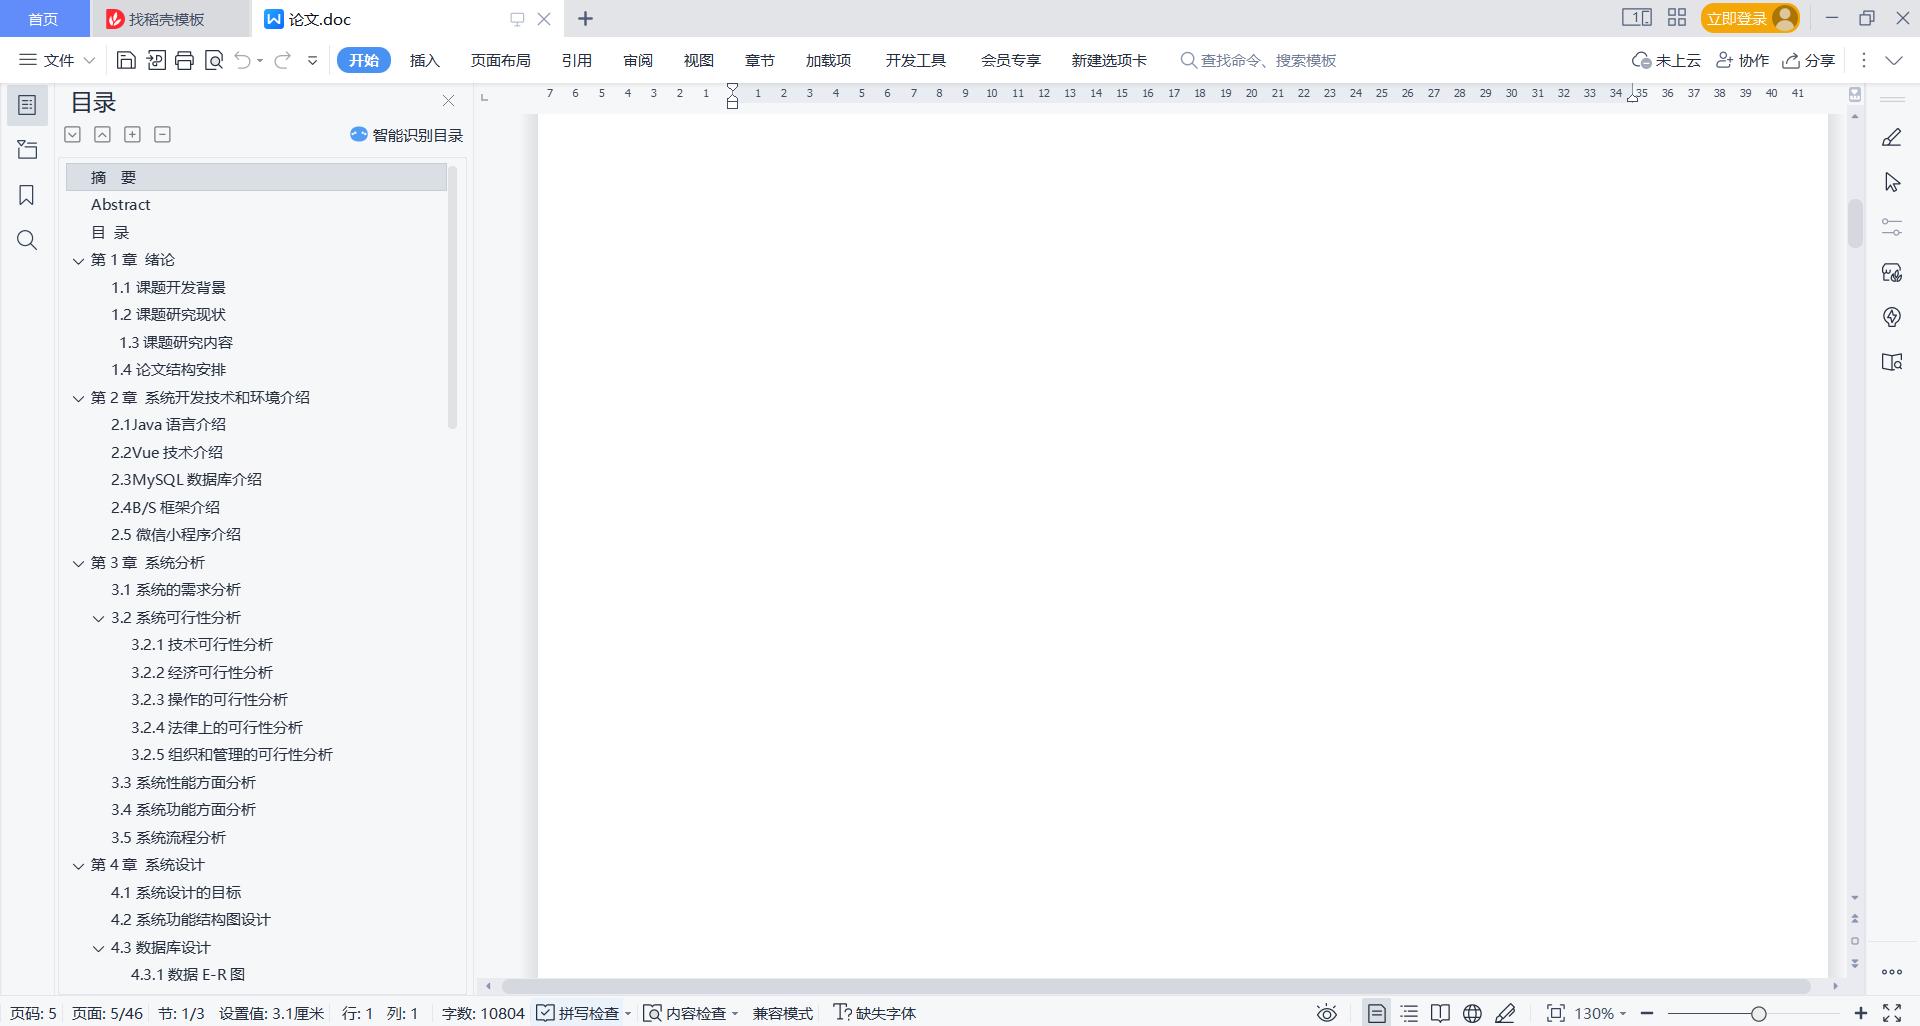 首页 找稻壳模板 论文.doc 1 立即登录
文件 开始 插入 页面布局 引用 审阅 视图 章节 加载项 开发工具 会员专享 新建选项卡 查找命令、搜索模板 未上云 协作 分享
7 6 5 4 3 2 1 1 2 3 4 5 6 7 8 9 10 11 12 13 14 15 16 17 18 19 20 21 22 23 24 25 26 27 28 29 30 31 32 33 34 35 36 37 38 39 40 41
目录
智能识别目录
摘 要
Abstract
目 录
第 1 章 绪论
1.1 课题开发背景
1.2 课题研究现状
1.3 课题研究内容
1.4 论文结构安排
第 2 章 系统开发技术和环境介绍
2.1Java 语言介绍
2.2Vue 技术介绍
2.3MySQL 数据库介绍
2.4B/S 框架介绍
2.5 微信小程序介绍
第 3 章 系统分析
3.1 系统的需求分析
3.2 系统可行性分析
3.2.1 技术可行性分析
3.2.2 经济可行性分析
3.2.3 操作的可行性分析
3.2.4 法律上的可行性分析
3.2.5 组织和管理的可行性分析
3.3 系统性能方面分析
3.4 系统功能方面分析
3.5 系统流程分析
第 4 章 系统设计
4.1 系统设计的目标
4.2 系统功能结构图设计
4.3 数据库设计
4.3.1 数据 E-R 图
页码: 5 页面: 5/46 节: 1/3 设置值: 3.1厘米 行: 1 列: 1 字数: 10804 拼写检查 内容检查 兼容模式 缺失字体 130%